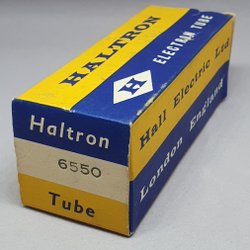 HALTRON
H
ELECTRON TUBE
Hall Electric Ltd
London England
Haltron
6550
Tube